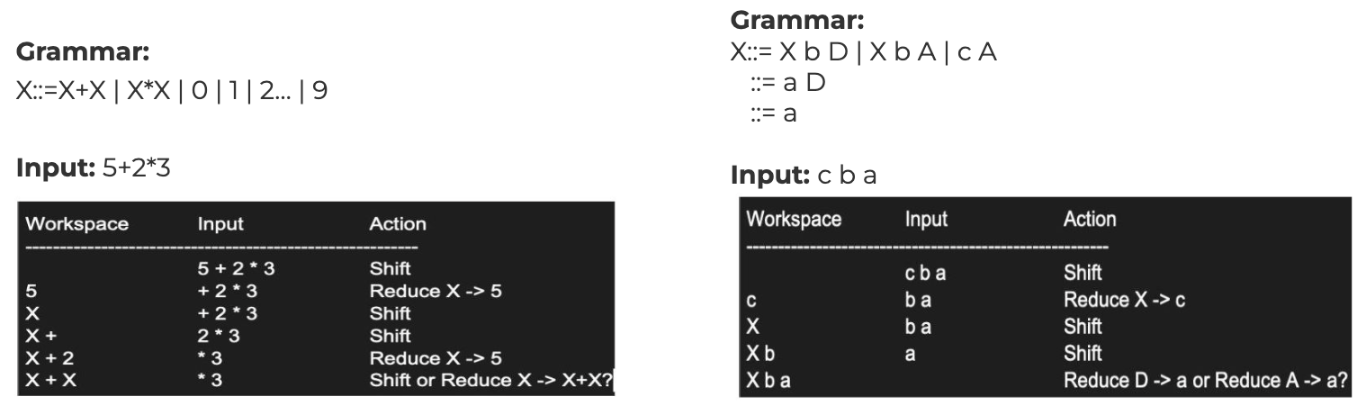 Grammar:
X::=X+X | X*X | 0 | 1 | 2... | 9
Input: 5+2*3
Workspace Input Action
---------------------------------------------------------
5 + 2 * 3 Shift
5 + 2 * 3 Reduce X -> 5
X + 2 * 3 Shift
X + 2 * 3 Shift
X + 2 * 3 Reduce X -> 5
X + X * 3 Shift or Reduce X -> X+X?
Grammar:
X::= X b D | X b A | c A
::= a D
::= a
Input: c b a
Workspace Input Action
---------------------------------------------------------
c b a Shift
c b a Reduce X -> c
X b a Shift
X b a Shift
X b a Reduce D -> a or Reduce A -> a?